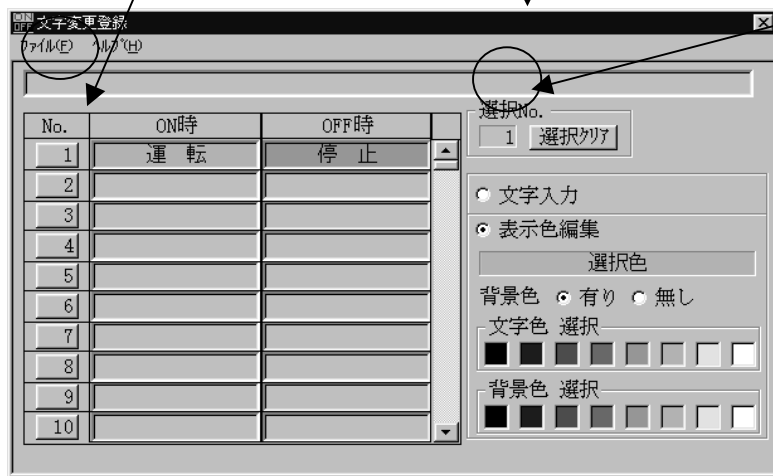 ON OFF 文字変更登録
ファイル(F) ヘルプ(H)
No. ON時 OFF時
1 運 転 停 止
2
3
4
5
6
7
8
9
10
選択No.
1 選択クリア
文字入力
表示色編集
選択色
背景色 有り 無し
文字色 選択
背景色 選択